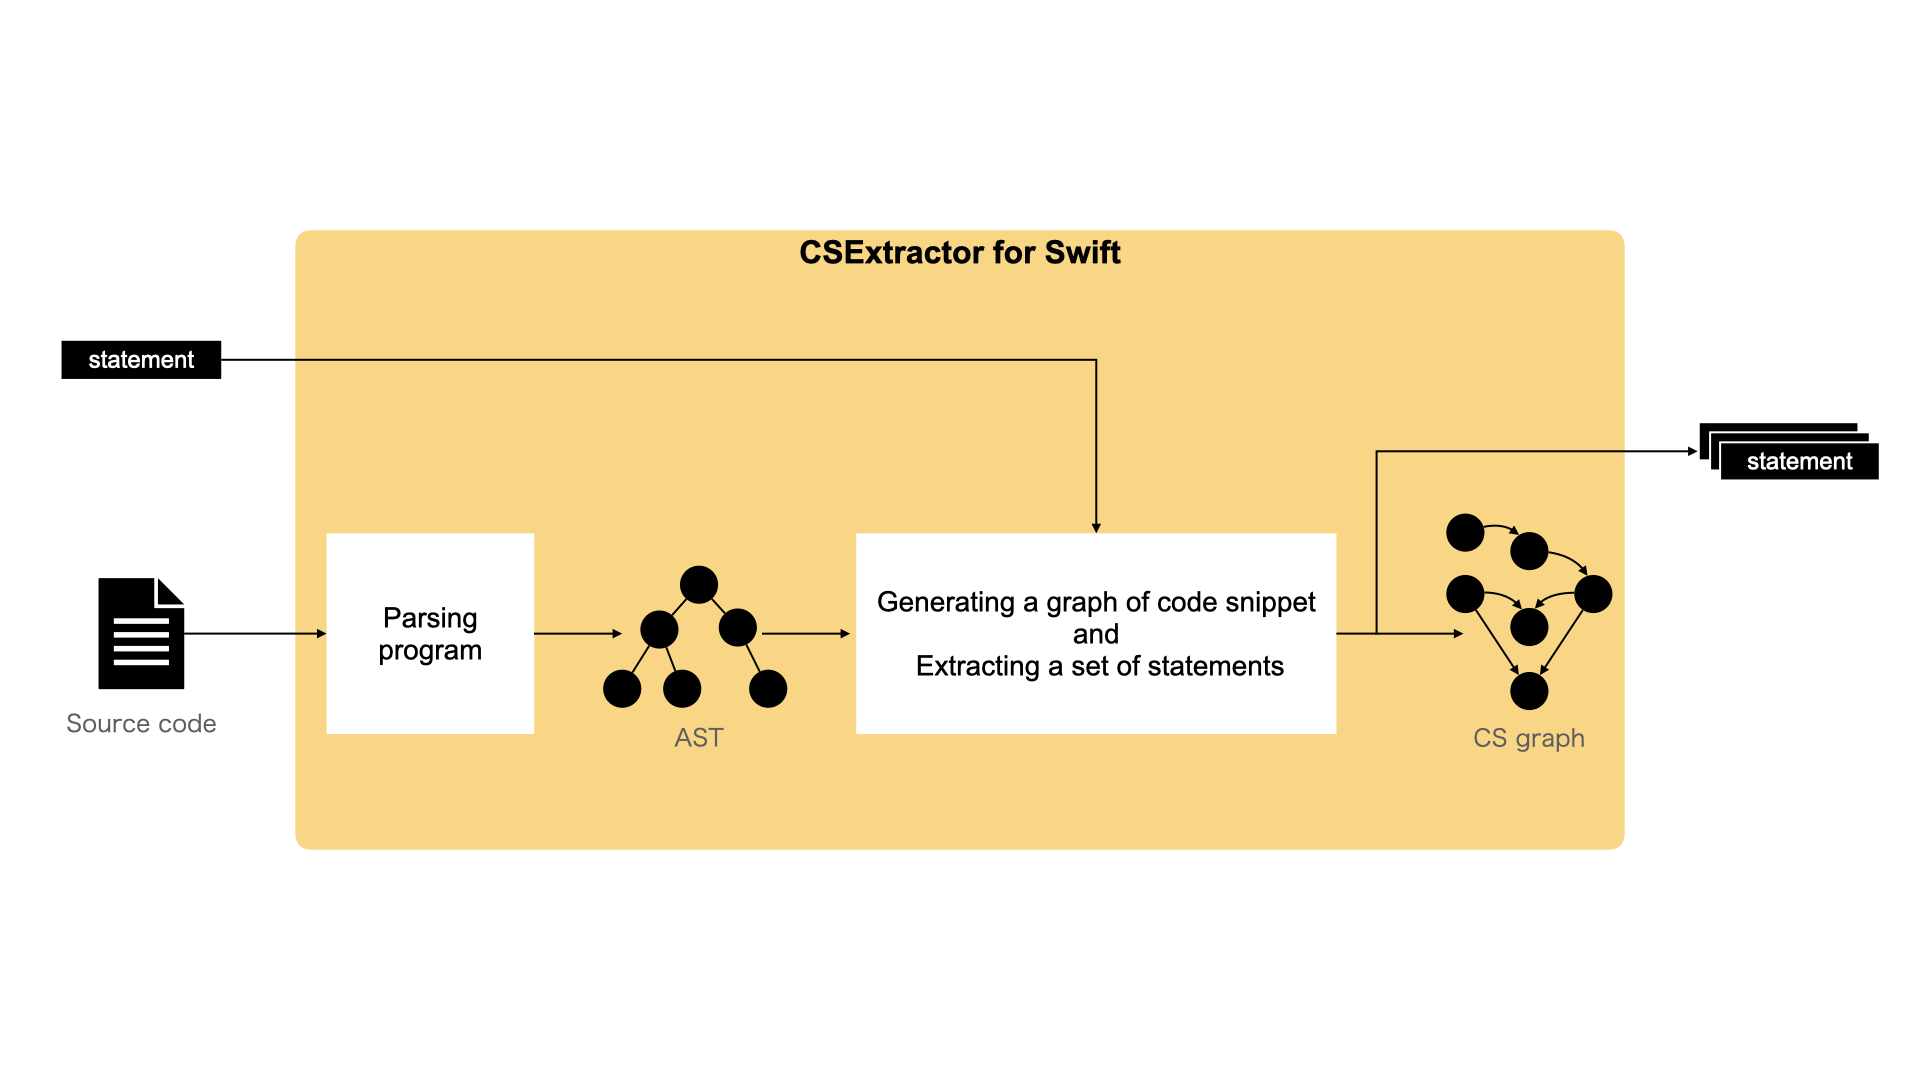 CSExtractor for Swift
statement
statement
Parsing
program
Generating a graph of code snippet
and
Extracting a set of statements
Source code
AST
CS graph